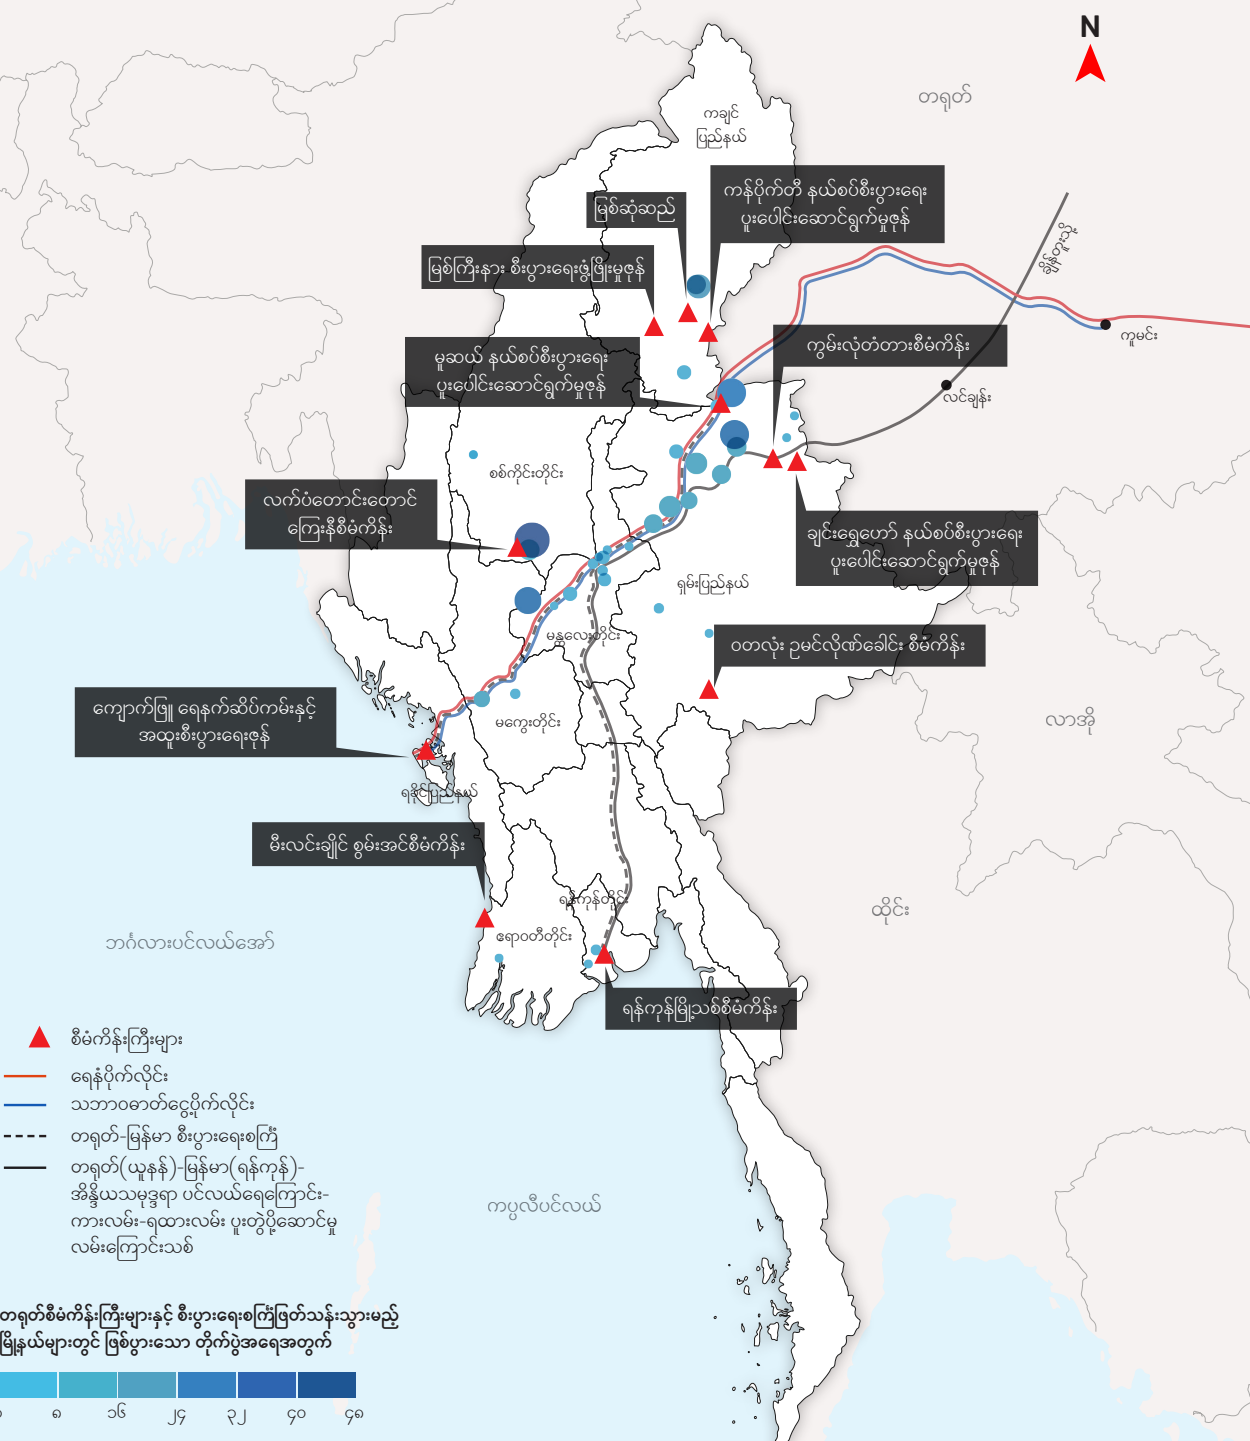 N
တရုတ်
ကချင်
ပြည်နယ်
ကန်ပိုက်တီ နယ်စပ်စီးပွားရေး
ပူးပေါင်းဆောင်ရွက်မှုဇုန်
မြစ်ဆုံဆည်
မြစ်ကြီးနား စီးပွားရေးဖွံ့ဖြိုးမှုဇုန်
ချိန်တူးသို့
ကူမင်း
ကွမ်းလုံတံတားစီမံကိန်း
မူဆယ် နယ်စပ်စီးပွားရေး
ပူးပေါင်းဆောင်ရွက်မှုဇုန်
လင်ချန်း
စစ်ကိုင်းတိုင်း
လက်ပံတောင်းတောင်
ကြေးနီစီမံကိန်း
ချင်းရွှေဟော် နယ်စပ်စီးပွားရေး
ပူးပေါင်းဆောင်ရွက်မှုဇုန်
ရှမ်းပြည်နယ်
မန္တလေးတိုင်း
ဝတလုံး ဥမင်လိုဏ်ခေါင်း စီမံကိန်း
ကျောက်ဖြူ ရေနက်ဆိပ်ကမ်းနှင့်
အထူးစီးပွားရေးဇုန်
မကွေးတိုင်း
လာအို
ရခိုင်ပြည်နယ်
မီးလင်းချိုင် စွမ်းအင်စီမံကိန်း
ရန်ကုန်တိုင်း
ထိုင်း
ဧရာဝတီတိုင်း
ဘင်္ဂလားပင်လယ်အော်
ရန်ကုန်မြို့သစ်စီမံကိန်း
စီမံကိန်းကြီးများ
ရေနံပိုက်လိုင်း
သဘာဝဓာတ်ငွေ့ပိုက်လိုင်း
တရုတ်-မြန်မာ စီးပွားရေးစင်္ကြံ
တရုတ်(ယူနန်)-မြန်မာ(ရန်ကုန်)-
အိန္ဒိယသမုဒ္ဒရာ ပင်လယ်ရေကြောင်း-
ကားလမ်း-ရထားလမ်း ပူးတွဲပို့ဆောင်မှု
လမ်းကြောင်းသစ်
ကပ္ပလီပင်လယ်
တရုတ်စီမံကိန်းကြီးများနှင့် စီးပွားရေးစင်္ကြံဖြတ်သန်းသွားမည့်
မြို့နယ်များတွင် ဖြစ်ပွားသော တိုက်ပွဲအရေအတွက်
၀ ၈ ၁၆ ၂၄ ၃၂ ၄၀ ၄၈